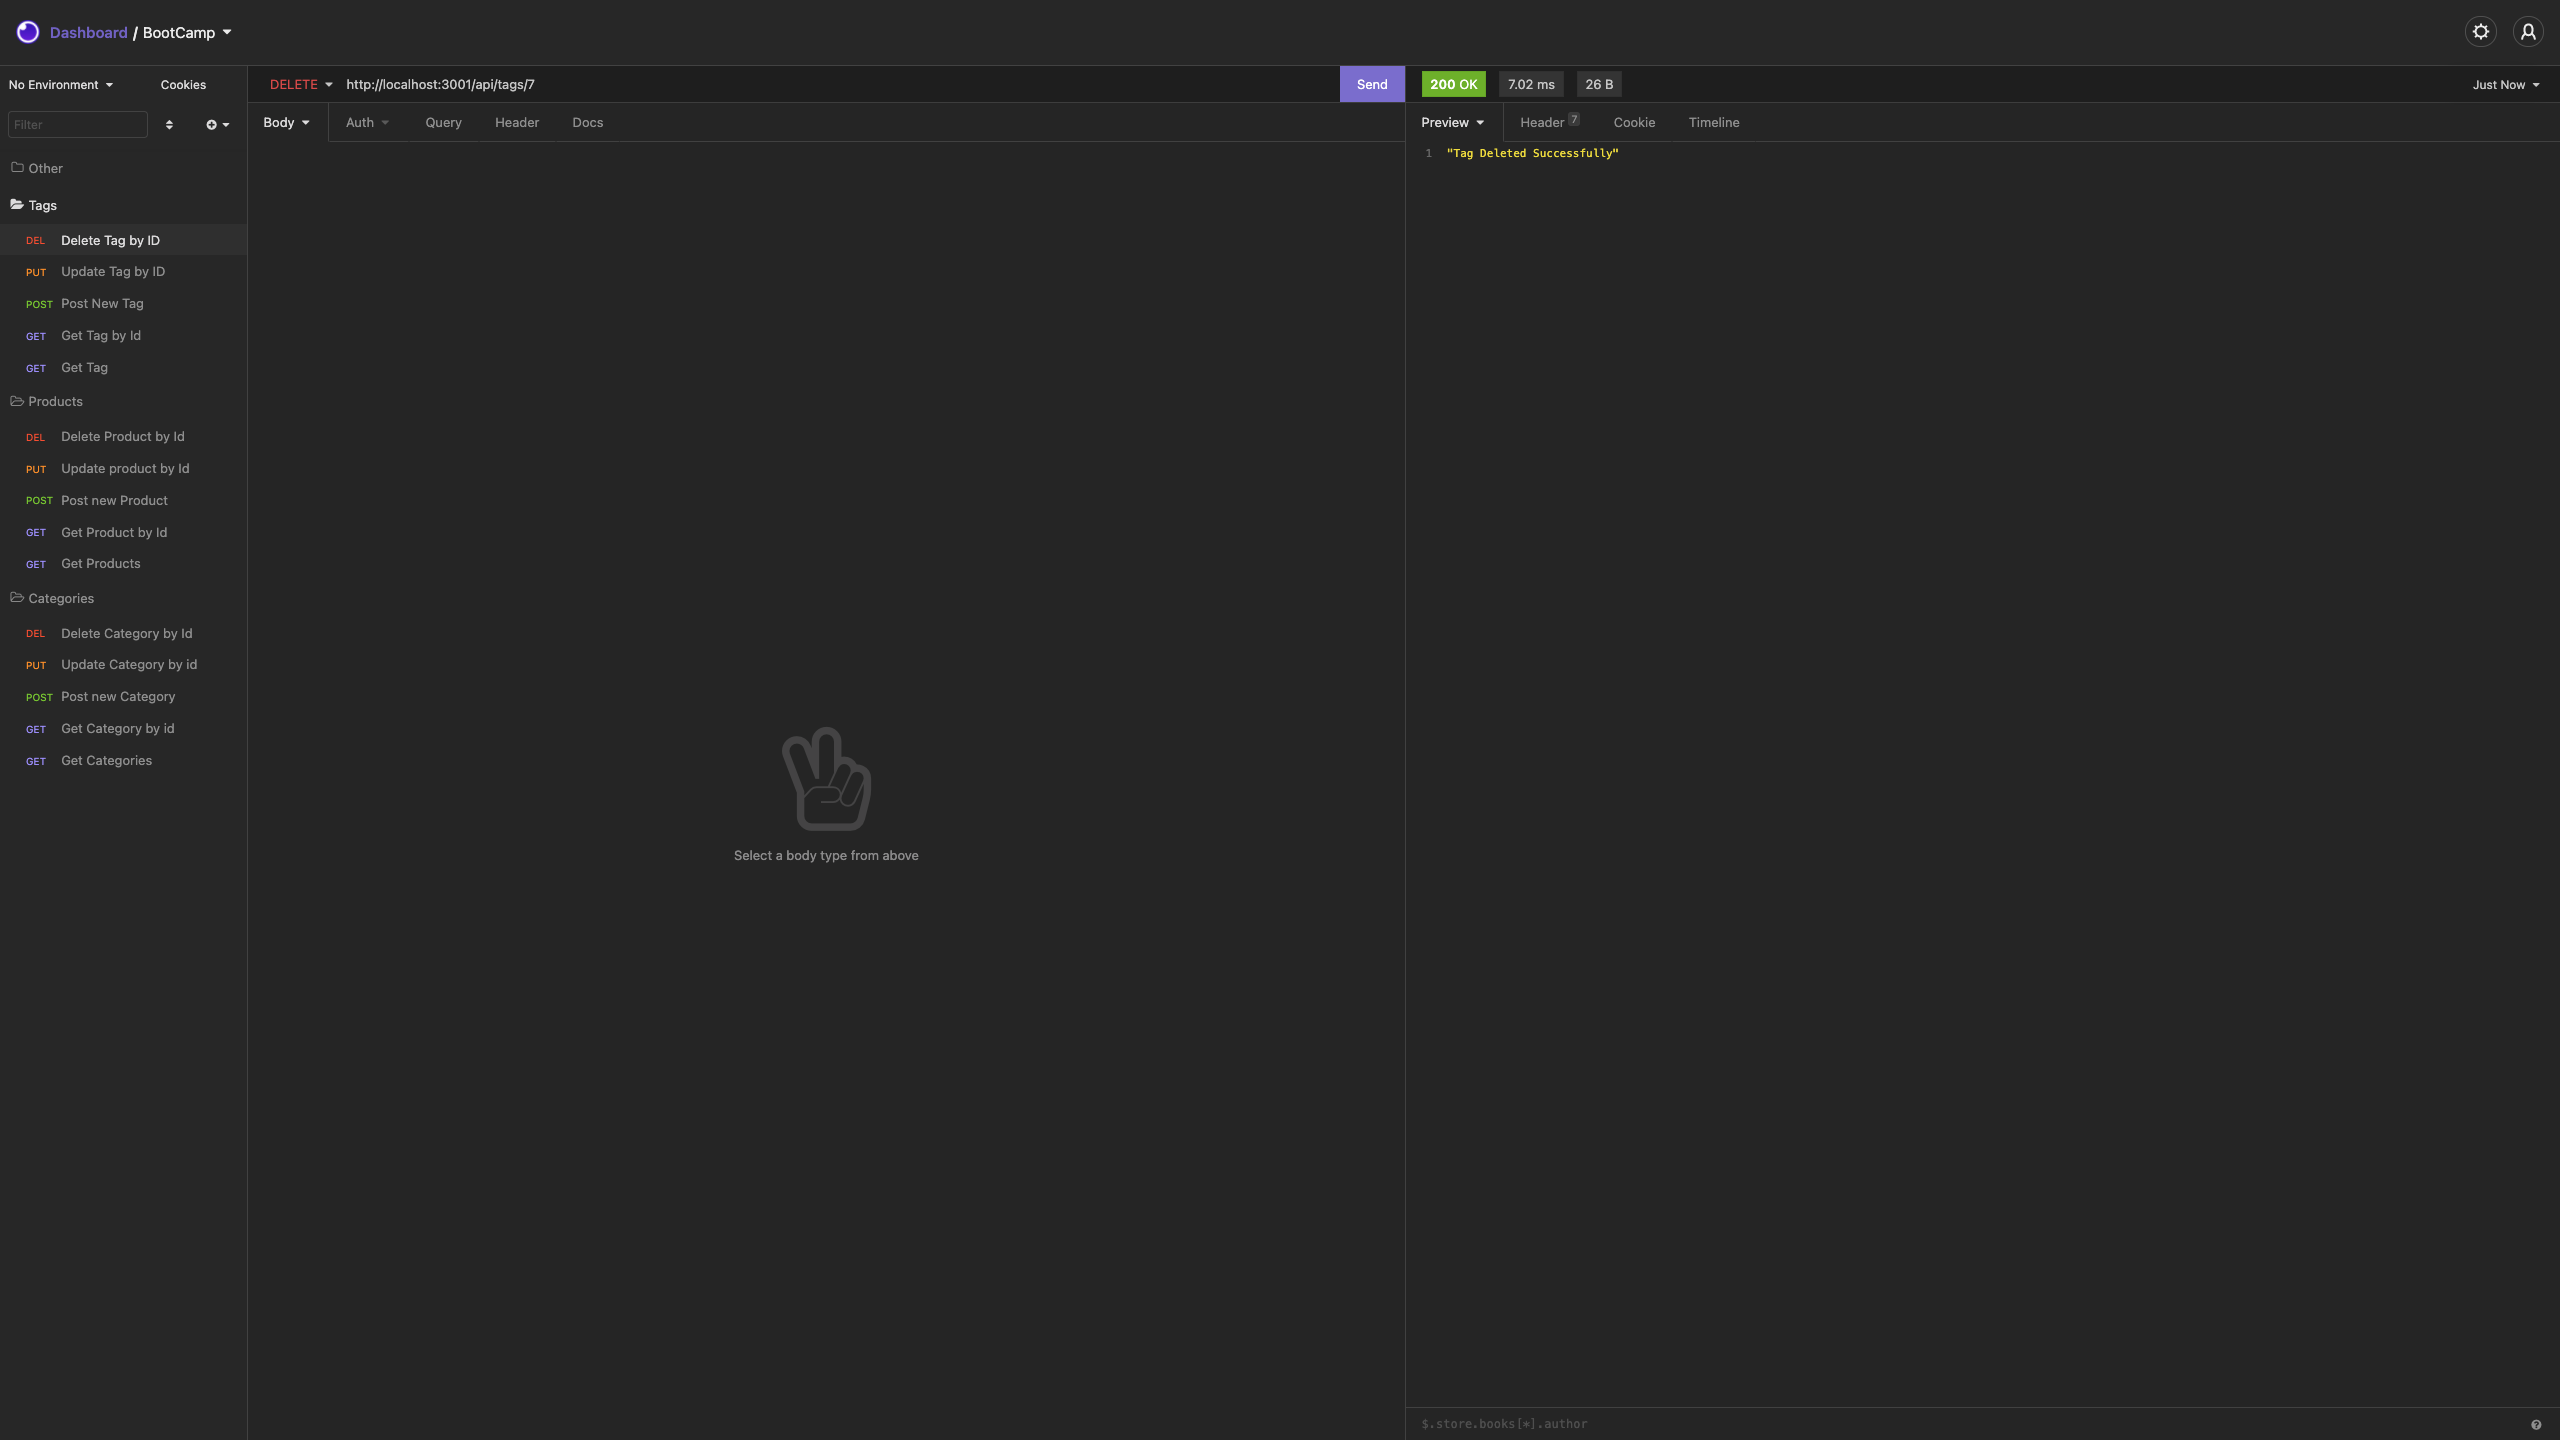 Dashboard / BootCamp
No Environment
Cookies
Filter
Other
Tags
DEL Delete Tag by ID
PUT Update Tag by ID
POST Post New Tag
GET Get Tag by Id
GET Get Tag
Products
DEL Delete Product by Id
PUT Update product by Id
POST Post new Product
GET Get Product by Id
GET Get Products
Categories
DEL Delete Category by Id
PUT Update Category by id
POST Post new Category
GET Get Category by id
GET Get Categories
DELETE http://localhost:3001/api/tags/7 Send
Body Auth Query Header Docs
Select a body type from above
200 OK 7.02 ms 26 B Just Now
Preview Header 7 Cookie Timeline
1 "Tag Deleted Successfully"
$.store.books[*].author